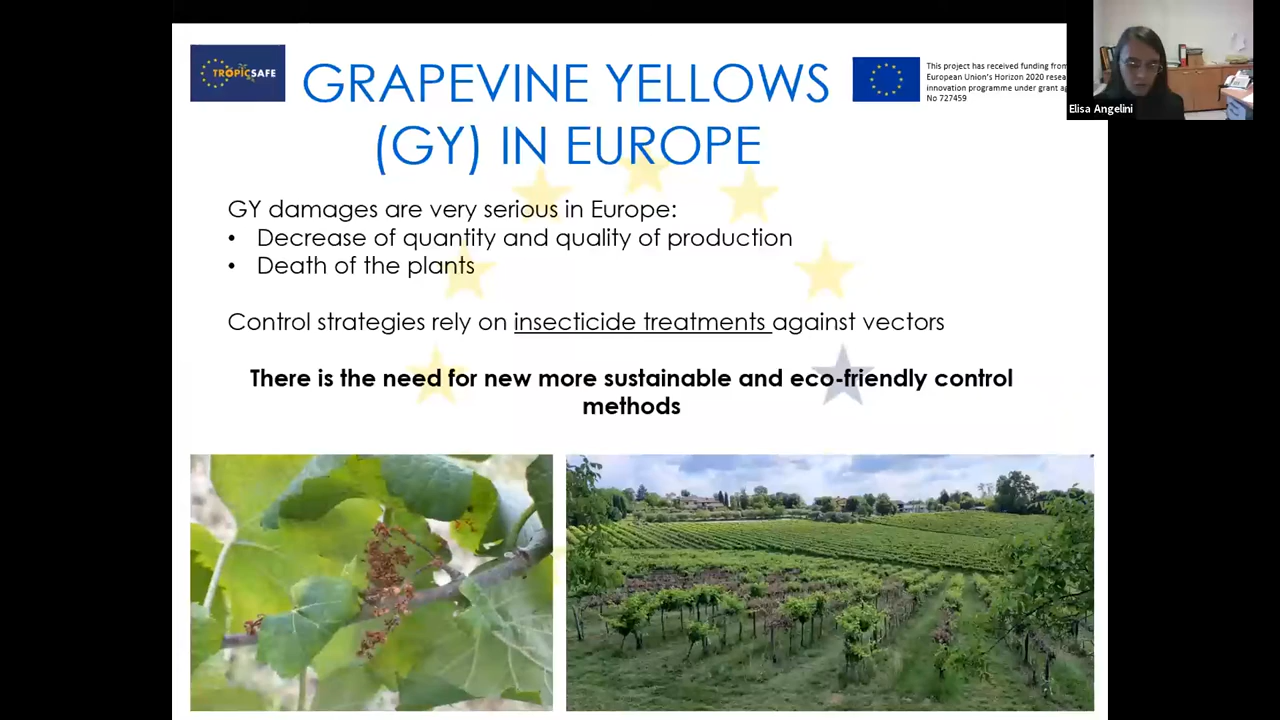 TROPICSAFE
GRAPEVINE YELLOWS
(GY) IN EUROPE
This project has received funding from
European Union's Horizon 2020
innovation programme under grant
No 727459
Elisa Angelini
GY damages are very serious in Europe:
• Decrease of quantity and quality of production
• Death of the plants
Control strategies rely on insecticide treatments against vectors
There is the need for new more sustainable and eco-friendly control
methods